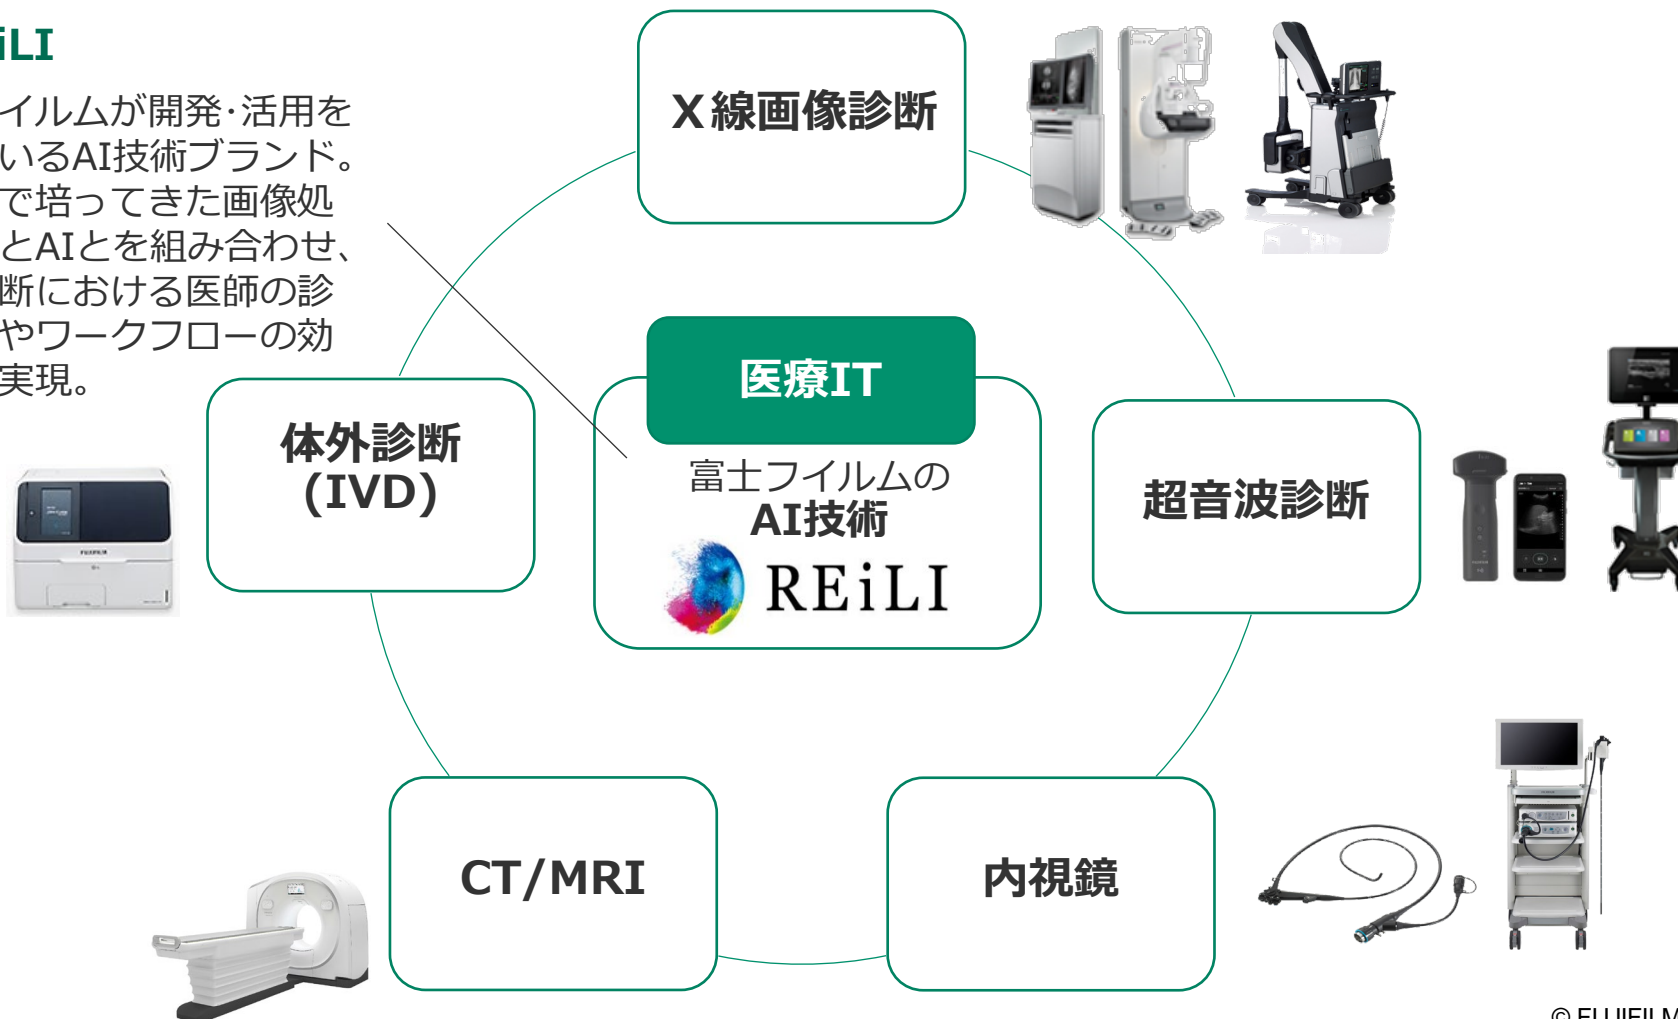 iLI
イルムが開発・活用を
いるAI技術ブランド。
で培ってきた画像処
とAIとを組み合わせ、
断における医師の診
やワークフローの効
実現。
X線画像診断
医療IT
富士フイルムの
AI技術
REiLI
体外診断
(IVD)
超音波診断
CT/MRI
内視鏡
FUJIFILM
© FUJIFILM